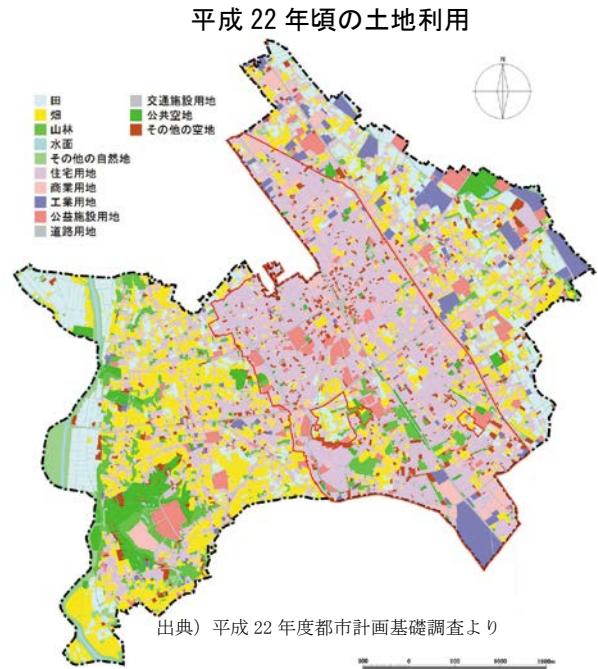 平成 22 年頃の土地利用
N
田
畑
山林
水面
その他の自然地
住宅用地
商業用地
工業用地
公益施設用地
道路用地
交通施設用地
公共空地
その他の空地
出典）平成 22 年度都市計画基礎調査より